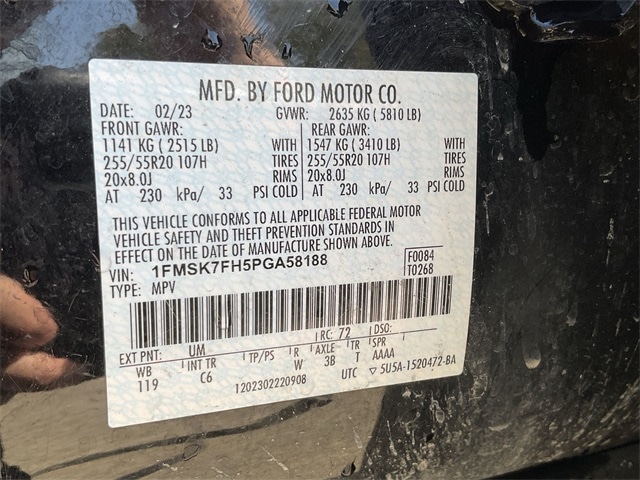 MFD. BY FORD MOTOR CO.
DATE: 02/23 GVWR: 2635 KG ( 5810 LB)
FRONT GAWR: REAR GAWR:
1141 KG ( 2515 LB) WITH 1547 KG ( 3410 LB) WITH
255/55R20 107H TIRES 255/55R20 107H TIRES
20x8.0J RIMS 20x8.0J RIMS
AT 230 kPa/ 33 PSI COLD AT 230 kPa/ 33 PSI COLD
THIS VEHICLE CONFORMS TO ALL APPLICABLE FEDERAL MOTOR
VEHICLE SAFETY AND THEFT PREVENTION STANDARDS IN
EFFECT ON THE DATE OF MANUFACTURE SHOWN ABOVE.
VIN: 1FMSK7FH5PGA58188 F0084
TYPE: MPV T0268
EXT PNT: UM RC: 72 DSO:
WB INT TR TP/PS R AXLE TR SPR
119 C6 W 3B T AAAA
1202302220908 UTC ▽ 5U5A-1520472-BA